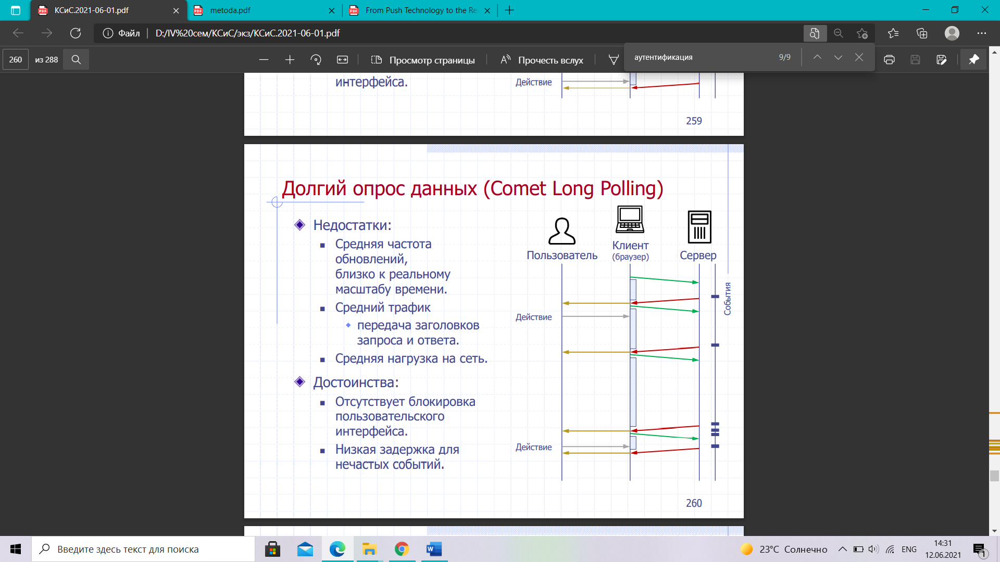 КСиС.2021-06-01.pdf
metoda.pdf
From Push Technology to the Re
Файл
D:/IV%20сем/КСиС/экз/КСиС.2021-06-01.pdf
260
из 288
Просмотр страницы
Прочесть вслух
аутентификация
9/9
интерфейса.
Действие
259
Долгий опрос данных (Comet Long Polling)
Недостатки:
Средняя частота
обновлений,
близко к реальному
масштабу времени.
Средний трафик
передача заголовков
запроса и ответа.
Средняя нагрузка на сеть.
Достоинства:
Отсутствует блокировка
пользовательского
интерфейса.
Низкая задержка для
нечастых событий.
Пользователь
Клиент
(браузер)
Сервер
События
Действие
Действие
260
Введите здесь текст для поиска
23°C Солнечно
ENG
14:31
12.06.2021
1